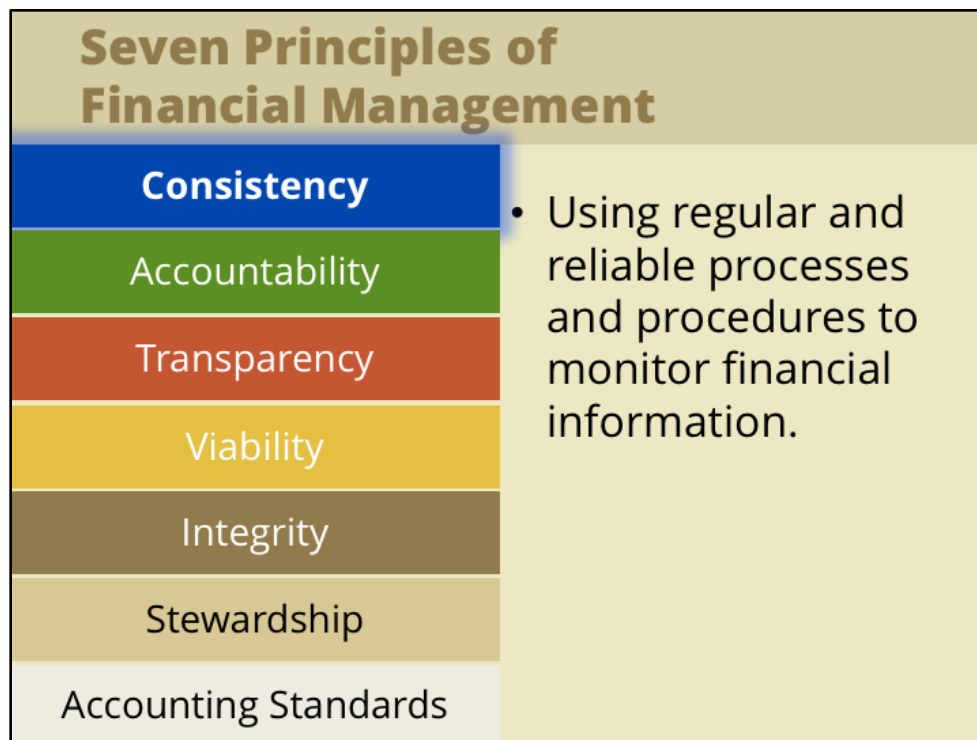 Seven Principles of
Financial Management
Consistency
Accountability
Transparency
Viability
Integrity
Stewardship
Accounting Standards
• Using regular and
reliable processes
and procedures to
monitor financial
information.